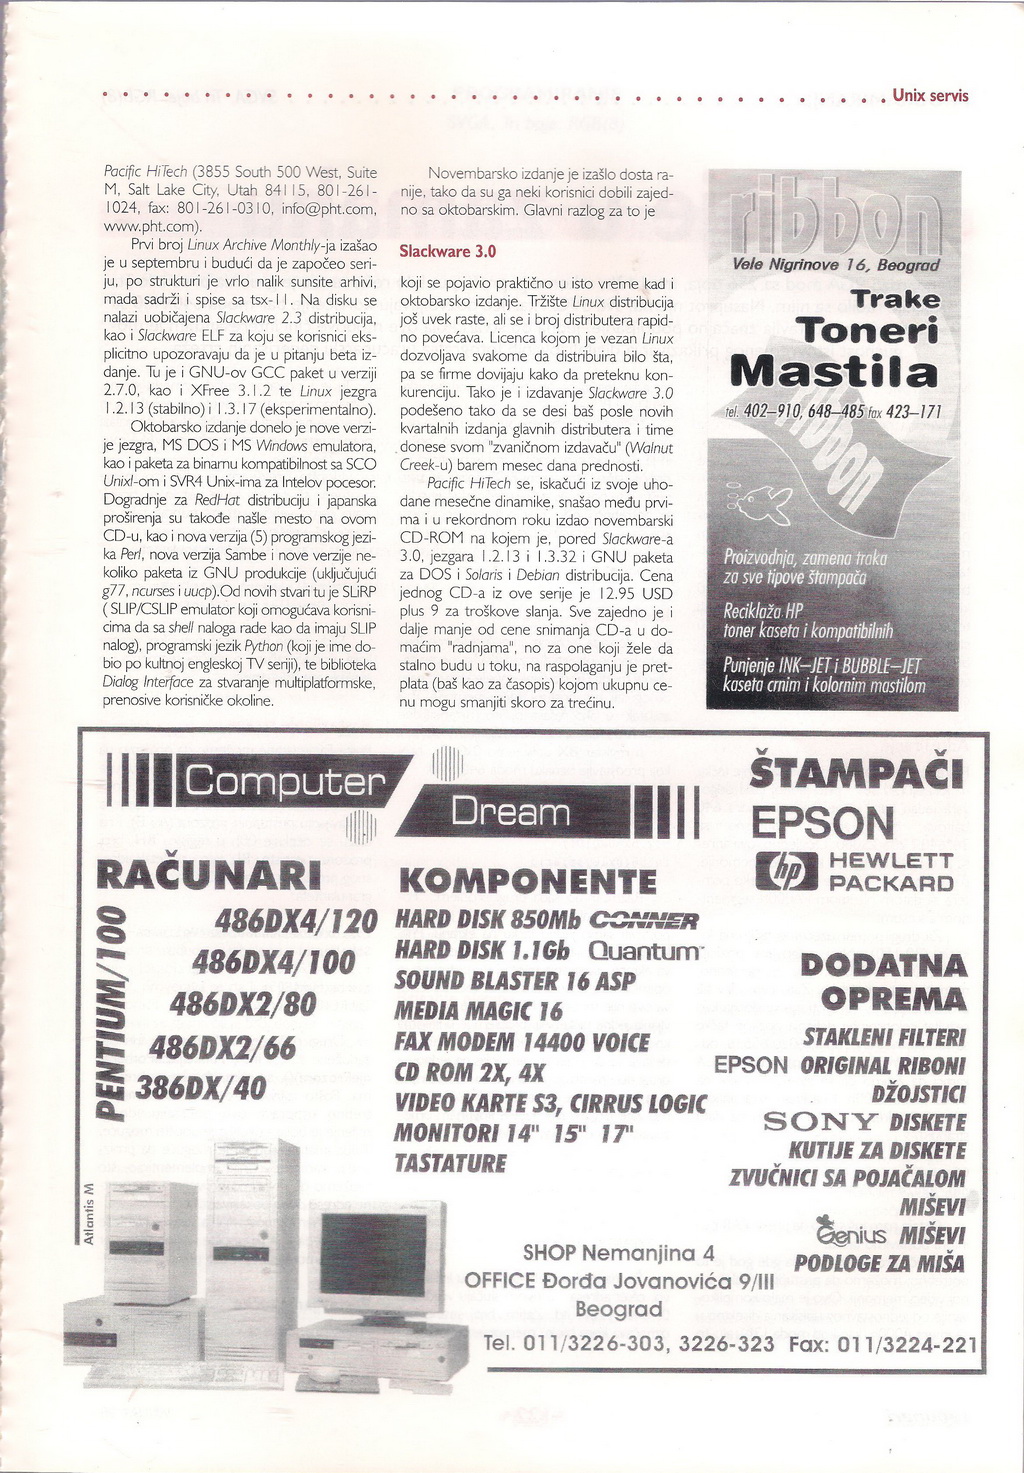 Unix servis
Pacific HiTech (3855 South 500 West, Suite
M, Salt Lake City, Utah 84115, 801-261-
1024, fax: 801-261-0310, info@pht.com,
www.pht.com).
Prvi broj Linux Archive Monthly-ja izašao
je u septembru i budući da je započeo seri-
ju, po strukturi je vrlo nalik sunsite arhivi,
mada sadrži i spise sa tsx-11. Na disku se
nalazi uobičajena Slackware 2.3 distribucija,
kao i Slackware ELF za koju se korisnici eks-
plicitno upozoravaju da je u pitanju beta iz-
danje. Tu je i GNU-ov GCC paket u verziji
2.7.0, kao i XFree 3.1.2 te Linux jezgra
1.2.13 (stabilno) i 1.3.17 (eksperimentalno).
Oktobarsko izdanje donelo je nove verzi-
je jezgra, MS DOS i MS Windows emulatora,
kao i paketa za binarnu kompatibilnost sa SCO
Unixl-om i SVR4 Unix-ima za Intelov pocesor.
Dogradnje za RedHat distribuciju i japanska
proširenja su takođe našle mesto na ovom
CD-u, kao i nova verzija (5) programskog jezi-
ka Perl, nova verzija Sambe i nove verzije ne-
koliko paketa iz GNU produkcije (uključujući
g77, ncurses i uucp).Od novih stvari tu je SLiRP
( SLIP/CSLIP emulator koji omogućava korisni-
cima da sa shell naloga rade kao da imaju SLIP
nalog), programski jezik Python (koji je ime do-
bio po kultnoj engleskoj TV seriji), te biblioteka
Dialog Interface za stvaranje multiplatformske,
prenosive korisničke okoline.
Novembarsko izdanje je izašlo dosta ra-
nije, tako da su ga neki korisnici dobili zajed-
no sa oktobarskim. Glavni razlog za to je
Slackware 3.0
koji se pojavio praktično u isto vreme kad i
oktobarsko izdanje. Tržište Linux distribucija
još uvek raste, ali se i broj distributera rapid-
no povećava. Licenca kojom je vezan Linux
dozvoljava svakome da distribuira bilo šta,
pa se firme dovijaju kako da preteknu kon-
kurenciju. Tako je i izdavanje Slackware 3.0
podešeno tako da se desi baš posle novih
kvartalnih izdanja glavnih distributera i time
donese svom "zvaničnom izdavaču" (Walnut
Creek-u) barem mesec dana prednosti.
Pacific HiTech se, iskačući iz svoje uho-
dane mesečne dinamike, snašao među prvi-
ma i u rekordnom roku izdao novembarski
CD-ROM na kojem je, pored Slackware-a
3.0, jezgara 1.2.13 i 1.3.32 i GNU paketa
za DOS i Solaris i Debian distribucija. Cena
jednog CD-a iz ove serije je 12.95 USD
plus 9 za troškove slanja. Sve zajedno je i
dalje manje od cene snimanja CD-a u do-
maćim "radnjama", no za one koji žele da
stalno budu u toku, na raspolaganju je pret-
plata (baš kao za časopis) kojom ukupnu ce-
nu mogu smanjiti skoro za trećinu.
ribbon
Vele Nigrinove 16, Beograd
Trake
Toneri
Mastila
tel. 402-910, 648-485 fax 423-171
ribbon
Proizvodnja, zamena traka
za sve tipove štampača
Reciklaža HP
toner kaseta i kompatibilnih
Punjenje INK-JET i BUBBLE-JET
kaseta crnim i kolornim mastilom
Computer
Dream
RAČUNARI
PENTIUM/100
486DX4/120
486DX4/100
486DX2/80
486DX2/66
386DX/40
Atlantis M
KOMPONENTE
HARD DISK 850Mb CONNER
HARD DISK 1.1Gb Quantum
SOUND BLASTER 16 ASP
MEDIA MAGIC 16
FAX MODEM 14400 VOICE
CD ROM 2X, 4X
VIDEO KARTE S3, CIRRUS LOGIC
MONITORI 14" 15" 17"
TASTATURE
ŠTAMPAČI
EPSON
hp HEWLETT
PACKARD
DODATNA
OPREMA
STAKLENI FILTERI
EPSON ORIGINAL RIBONI
DŽOJSTICI
SONY DISKETE
KUTIJE ZA DISKETE
ZVUČNICI SA POJAČALOM
MIŠEVI
Genius MIŠEVI
PODLOGE ZA MIŠA
SHOP Nemanjina 4
OFFICE Đorđa Jovanovića 9/III
Beograd
Tel. 011/3226-303, 3226-323 Fax: 011/3224-221